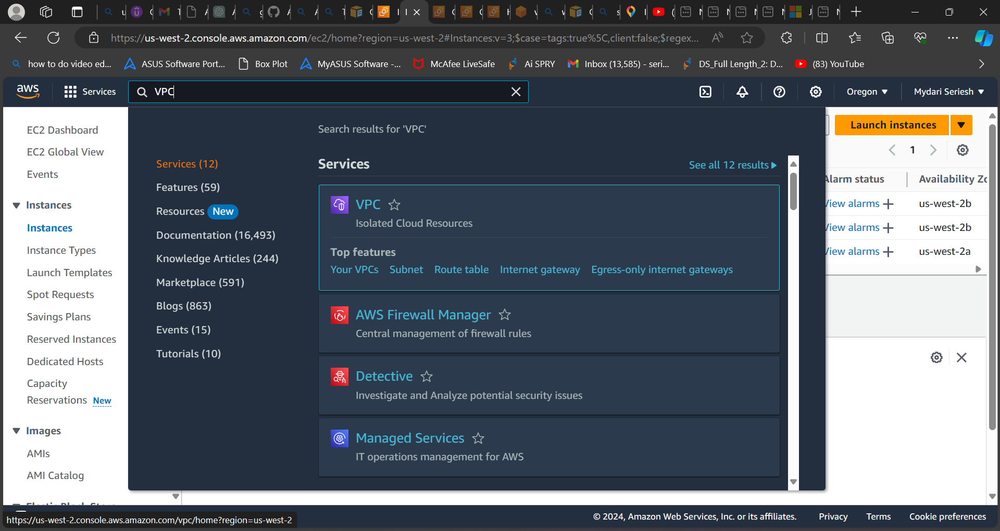 https://us-west-2.console.aws.amazon.com/ec2/home?region=us-west-2#Instances:v=3;$case=tags:true%5C,client:false;$regex...
how to do video ed...
ASUS Software Port...
Box Plot
MyASUS Software -...
McAfee LiveSafe
Ai SPRY
Inbox (13,585) - seri...
DS_Full Length_2: D...
(83) YouTube
aws
Services
VPC
Oregon
Mydari Seriesh
EC2 Dashboard
EC2 Global View
Events
Instances
Instances
Instance Types
Launch Templates
Spot Requests
Savings Plans
Reserved Instances
Dedicated Hosts
Capacity
Reservations New
Images
AMIs
AMI Catalog
Search results for 'VPC'
Services (12)
Features (59)
Resources New
Documentation (16,493)
Knowledge Articles (244)
Marketplace (591)
Blogs (863)
Events (15)
Tutorials (10)
Services
See all 12 results
VPC
Isolated Cloud Resources
Top features
Your VPCs Subnet Route table Internet gateway Egress-only internet gateways
AWS Firewall Manager
Central management of firewall rules
Detective
Investigate and Analyze potential security issues
Managed Services
IT operations management for AWS
Launch instances
1
Alarm status
Availability Zo
View alarms
us-west-2b
View alarms
us-west-2b
View alarms
us-west-2a
https://us-west-2.console.aws.amazon.com/vpc/home?region=us-west-2
© 2024, Amazon Web Services, Inc. or its affiliates.
Privacy
Terms
Cookie preferences